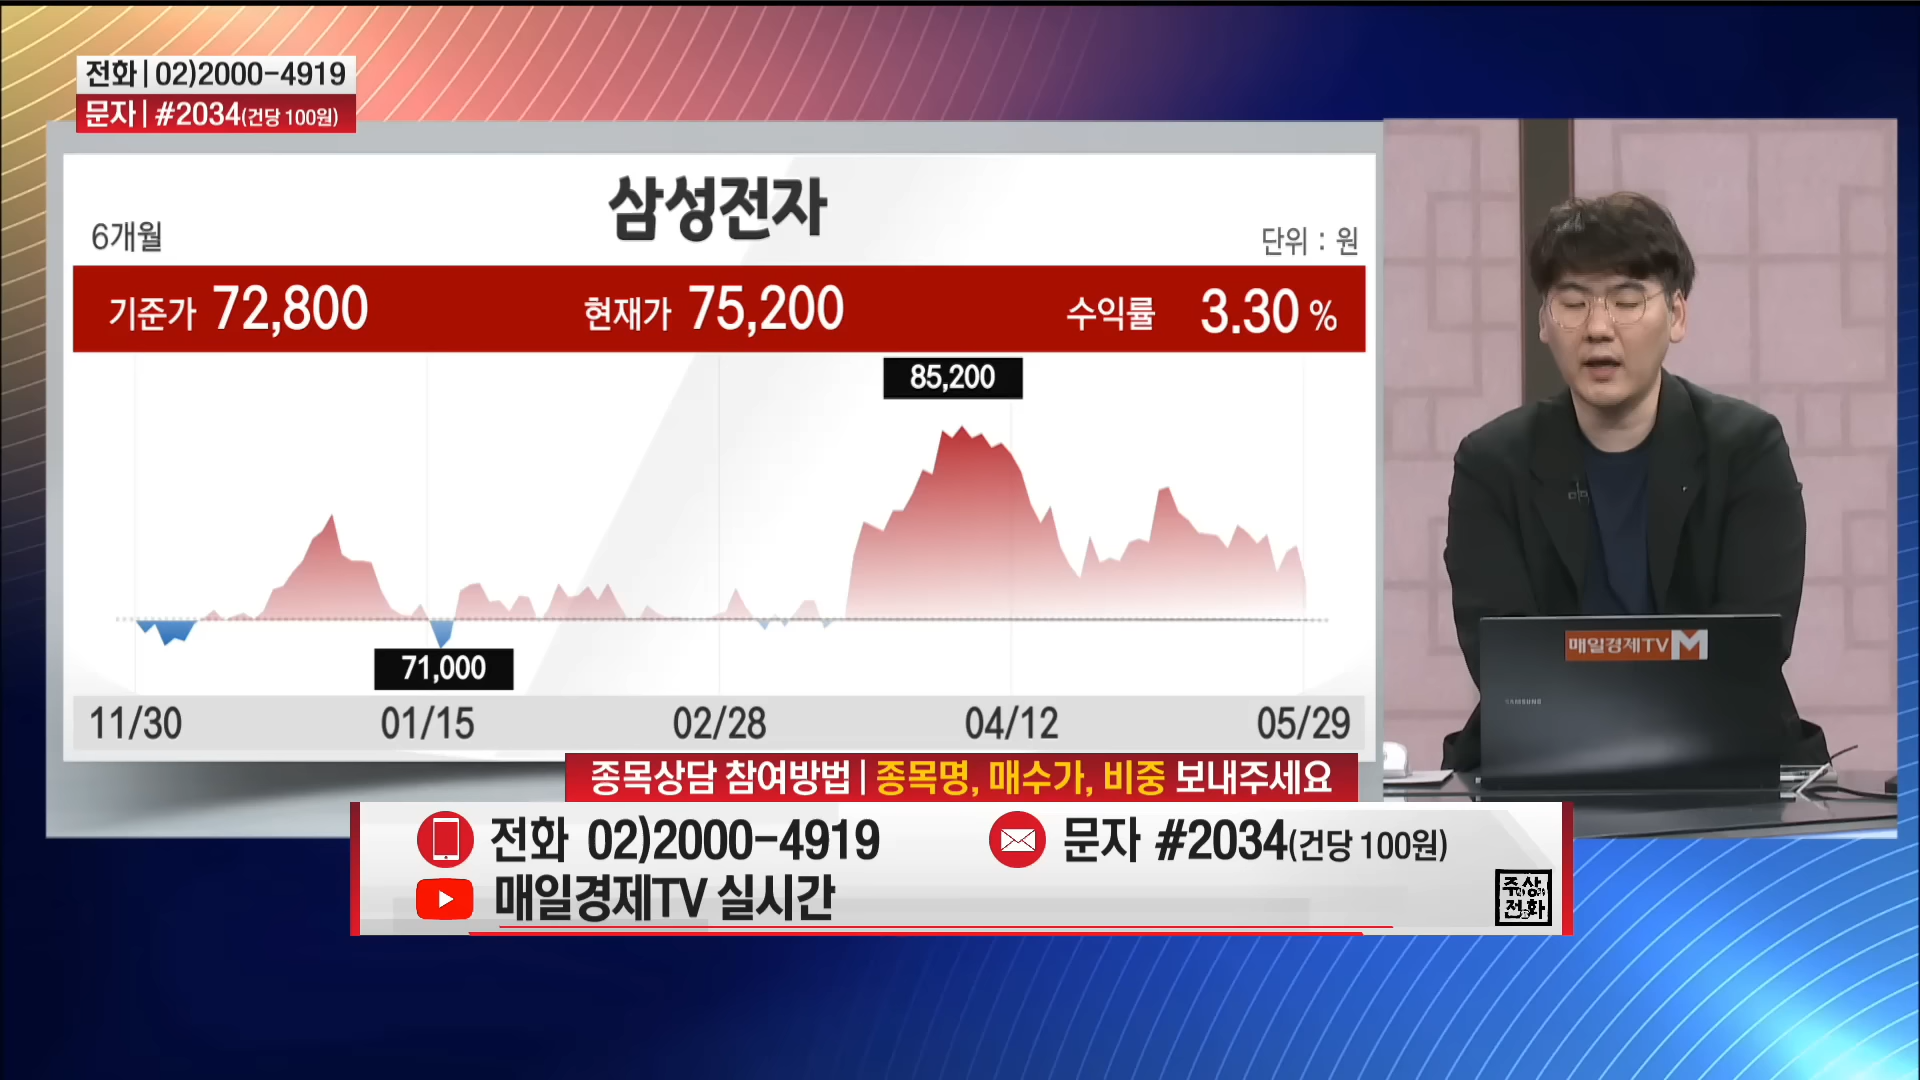 전화 | 02)2000-4919
문자 | #2034(건당 100원)
삼성전자
6개월
단위 : 원
기준가 72,800 현재가 75,200 수익률 3.30 %
85,200
71,000
11/30 01/15 02/28 04/12 05/29
매일경제TV M
SAMSUNG
종목상담 참여방법 | 종목명, 매수가, 비중 보내주세요
전화 02)2000-4919 문자 #2034(건당 100원)
매일경제TV 실시간
주상
전화